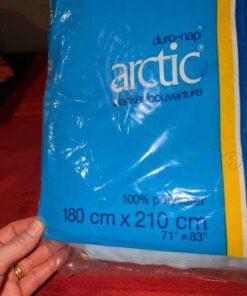 duro-nap
arctic®
blanket/couverture
100% polyester
180 cm x 210 cm
71" x 83"